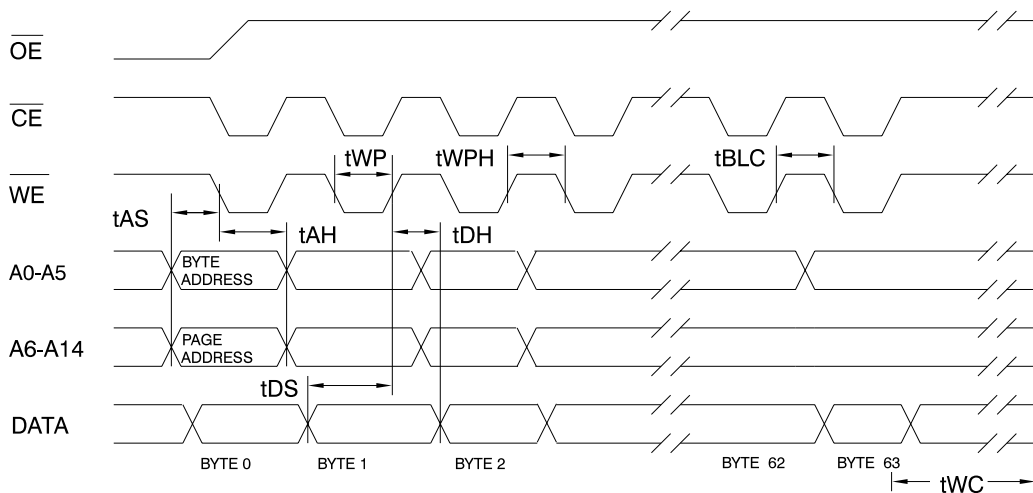 OE
CE
tWP tWPH tBLC
WE
tAS
tAH tDH
A0-A5 BYTE
ADDRESS
A6-A14 PAGE
ADDRESS
tDS
DATA
BYTE 0 BYTE 1 BYTE 2 BYTE 62 BYTE 63
tWC